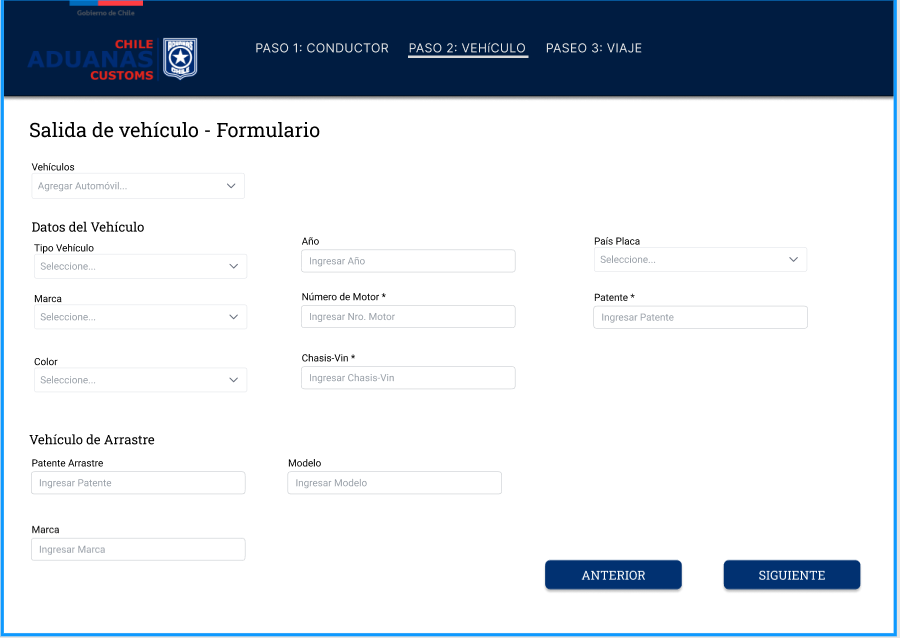 Gobierno de Chile
CHILE
ADUANAS
CUSTOMS
ADUANAS
CHILE
PASO 1: CONDUCTOR PASO 2: VEHÍCULO PASEO 3: VIAJE
Salida de vehículo - Formulario
Vehículos
Agregar Automóvil...
Datos del Vehículo
Tipo Vehículo
Seleccione...
Año
Ingresar Año
País Placa
Seleccione...
Marca
Seleccione...
Número de Motor *
Ingresar Nro. Motor
Patente *
Ingresar Patente
Color
Seleccione...
Chasis-Vin *
Ingresar Chasis-Vin
Vehículo de Arrastre
Patente Arrastre
Ingresar Patente
Modelo
Ingresar Modelo
Marca
Ingresar Marca
ANTERIOR SIGUIENTE